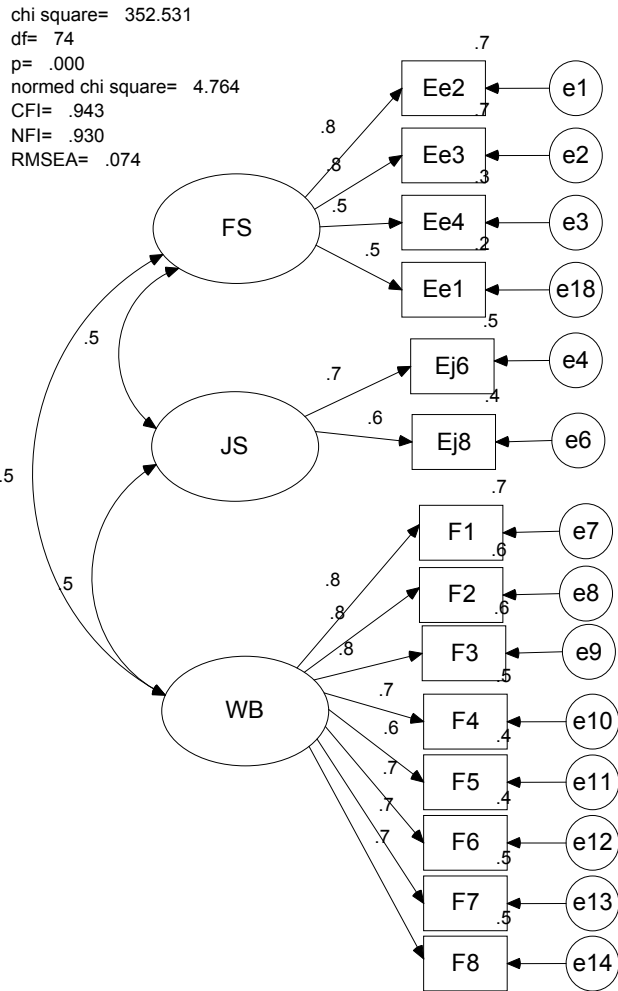 chi square= 352.531
df= 74
p= .000
normed chi square= 4.764
CFI= .943
NFI= .930
RMSEA= .074
.7
Ee2
e1
.7
.8
Ee3
e2
.8
.3
.5
FS
Ee4
e3
.2
.5
Ee1
e18
.5
.5
Ej6
e4
.7
.4
.6
JS
Ej8
e6
.5
.7
F1
e7
.6
.8
.5
F2
e8
.6
.8
.8
F3
e9
.5
.7
WB
F4
e10
.6
.4
.7
F5
e11
.4
.7
.7
F6
e12
.5
F7
e13
.5
F8
e14